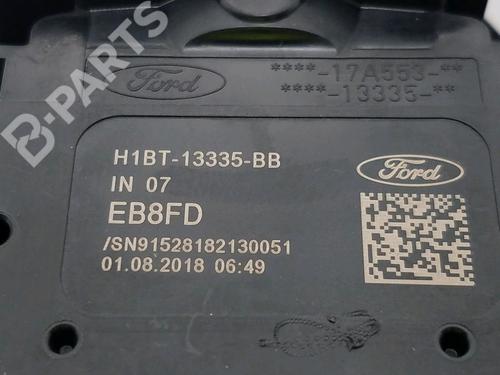 B-PARTS
Ford
****-17A553-**
****-13335-**
H1BT-13335-BB
IN 07
EB8FD
/SN91528182130051
01.08.2018 06:49
Ford